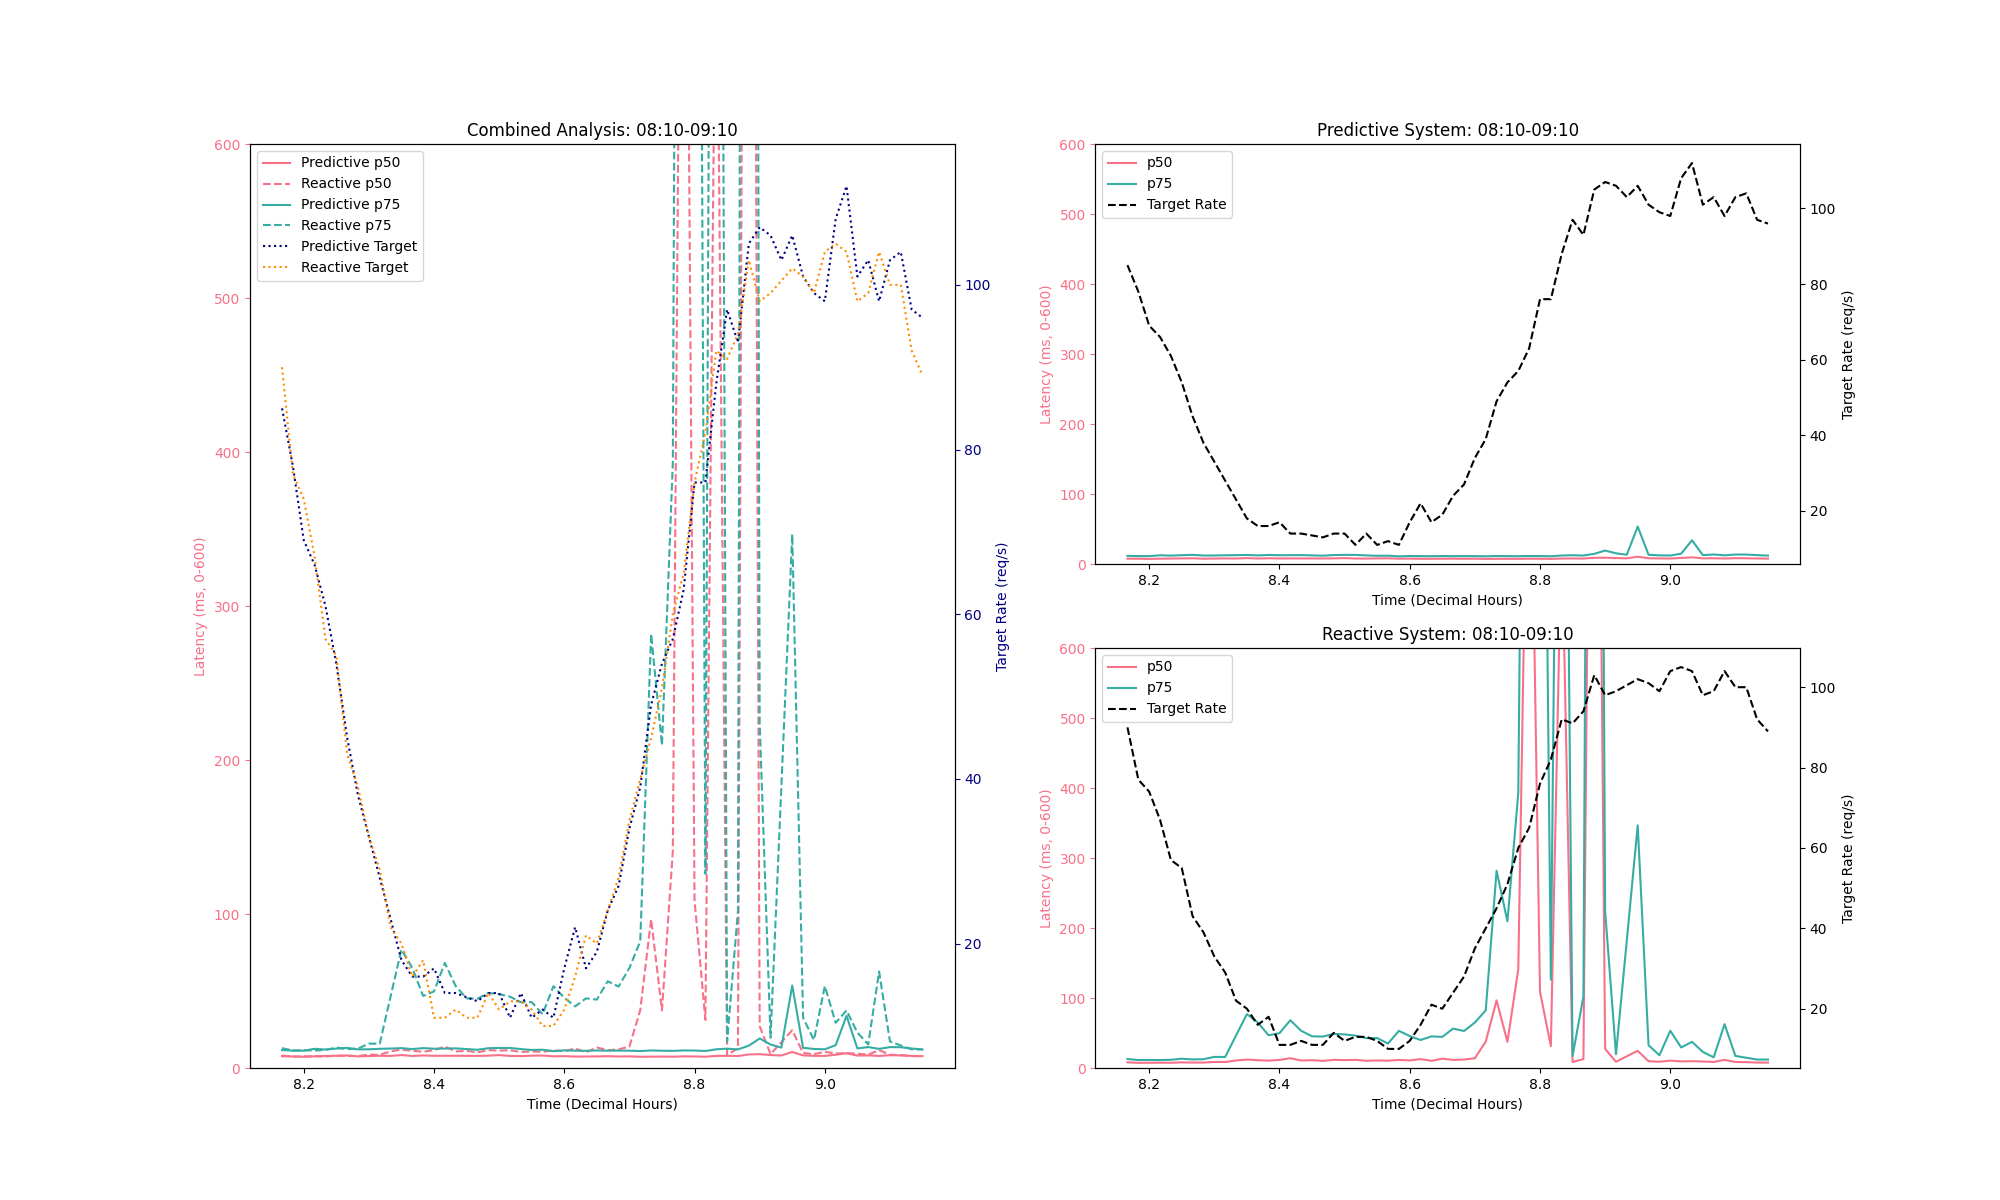 Combined Analysis: 08:10-09:10
600
500
400
300
200
100
0
Latency (ms, 0-600)
Predictive p50
Reactive p50
Predictive p75
Reactive p75
Predictive Target
Reactive Target
100
80
60
40
20
Target Rate (req/s)
8.2 8.4 8.6 8.8 9.0
Time (Decimal Hours)
Predictive System: 08:10-09:10
600
500
400
300
200
100
0
Latency (ms, 0-600)
p50
p75
Target Rate
100
80
60
40
20
Target Rate (req/s)
8.2 8.4 8.6 8.8 9.0
Time (Decimal Hours)
Reactive System: 08:10-09:10
600
500
400
300
200
100
0
Latency (ms, 0-600)
p50
p75
Target Rate
100
80
60
40
20
Target Rate (req/s)
8.2 8.4 8.6 8.8 9.0
Time (Decimal Hours)